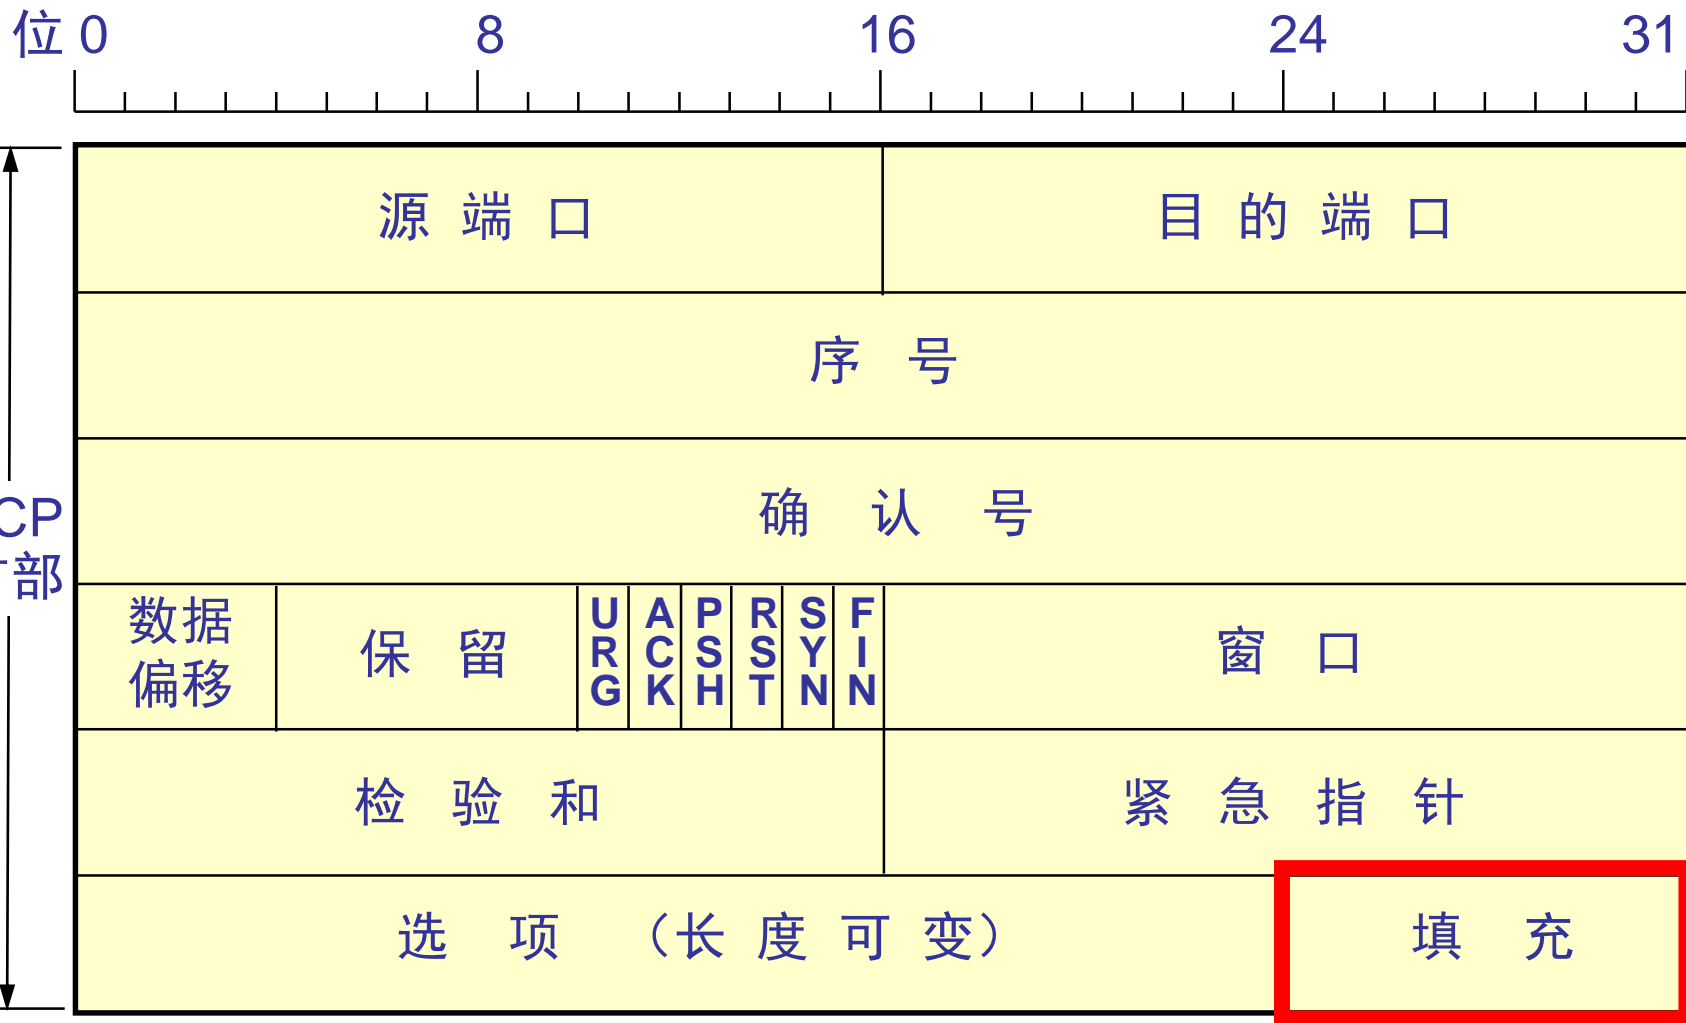 位 0 8 16 24 31
源 端 口 目 的 端 口
序 号
确 认 号
CP
部
数据
偏移
保 留
URG
ACK
PSH
RST
SYN
FIN
窗 口
检 验 和 紧 急 指 针
选 项 （长 度 可 变） 填 充